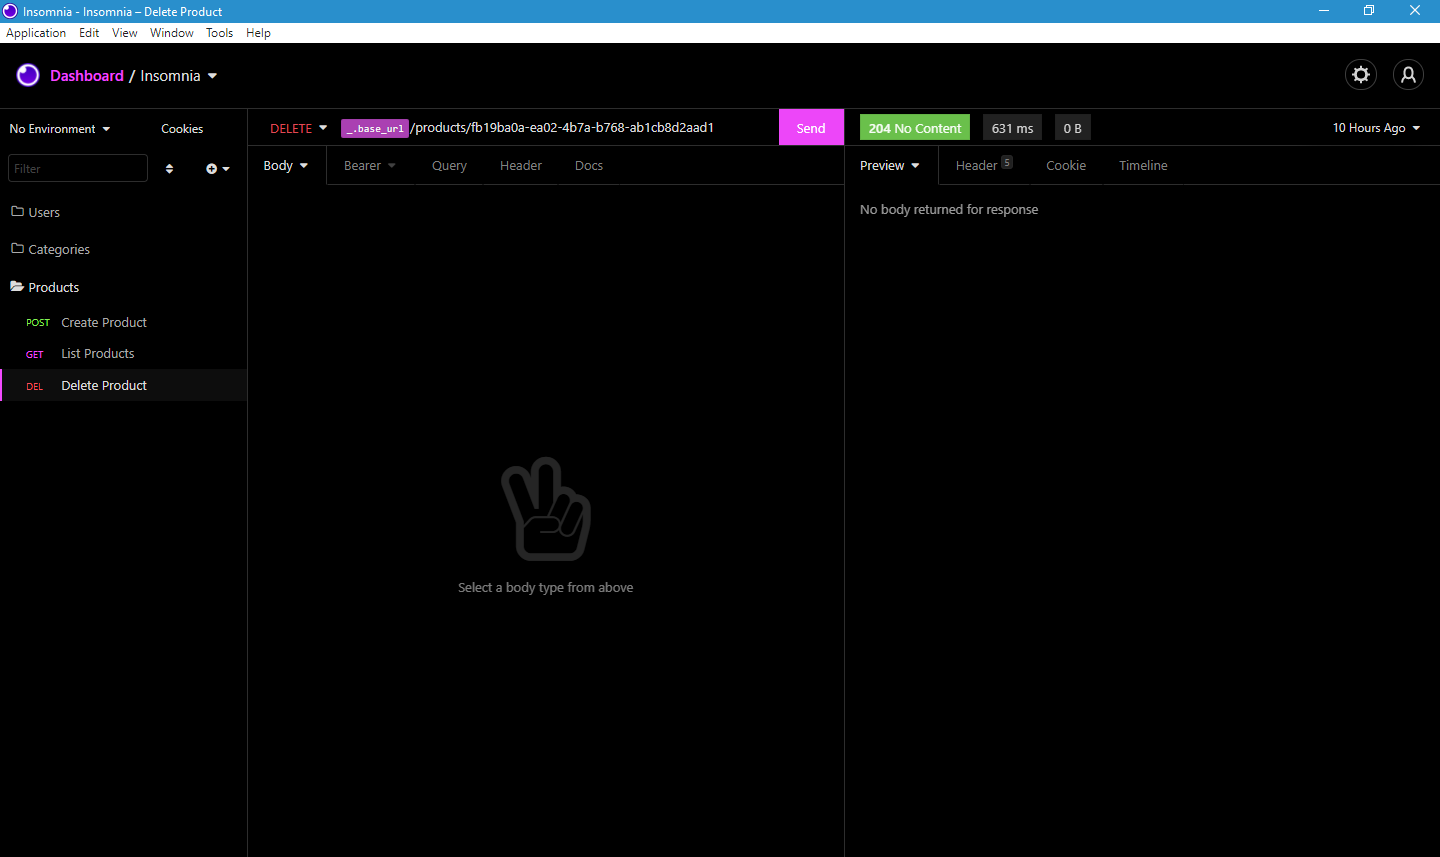 Insomnia - Insomnia – Delete Product
Application Edit View Window Tools Help
Dashboard / Insomnia
No Environment Cookies
Filter
Users
Categories
Products
POST Create Product
GET List Products
DEL Delete Product
DELETE _.base_url/products/fb19ba0a-ea02-4b7a-b768-ab1cb8d2aad1 Send
Body Bearer Query Header Docs
Select a body type from above
204 No Content 631 ms 0 B 10 Hours Ago
Preview Header 5 Cookie Timeline
No body returned for response